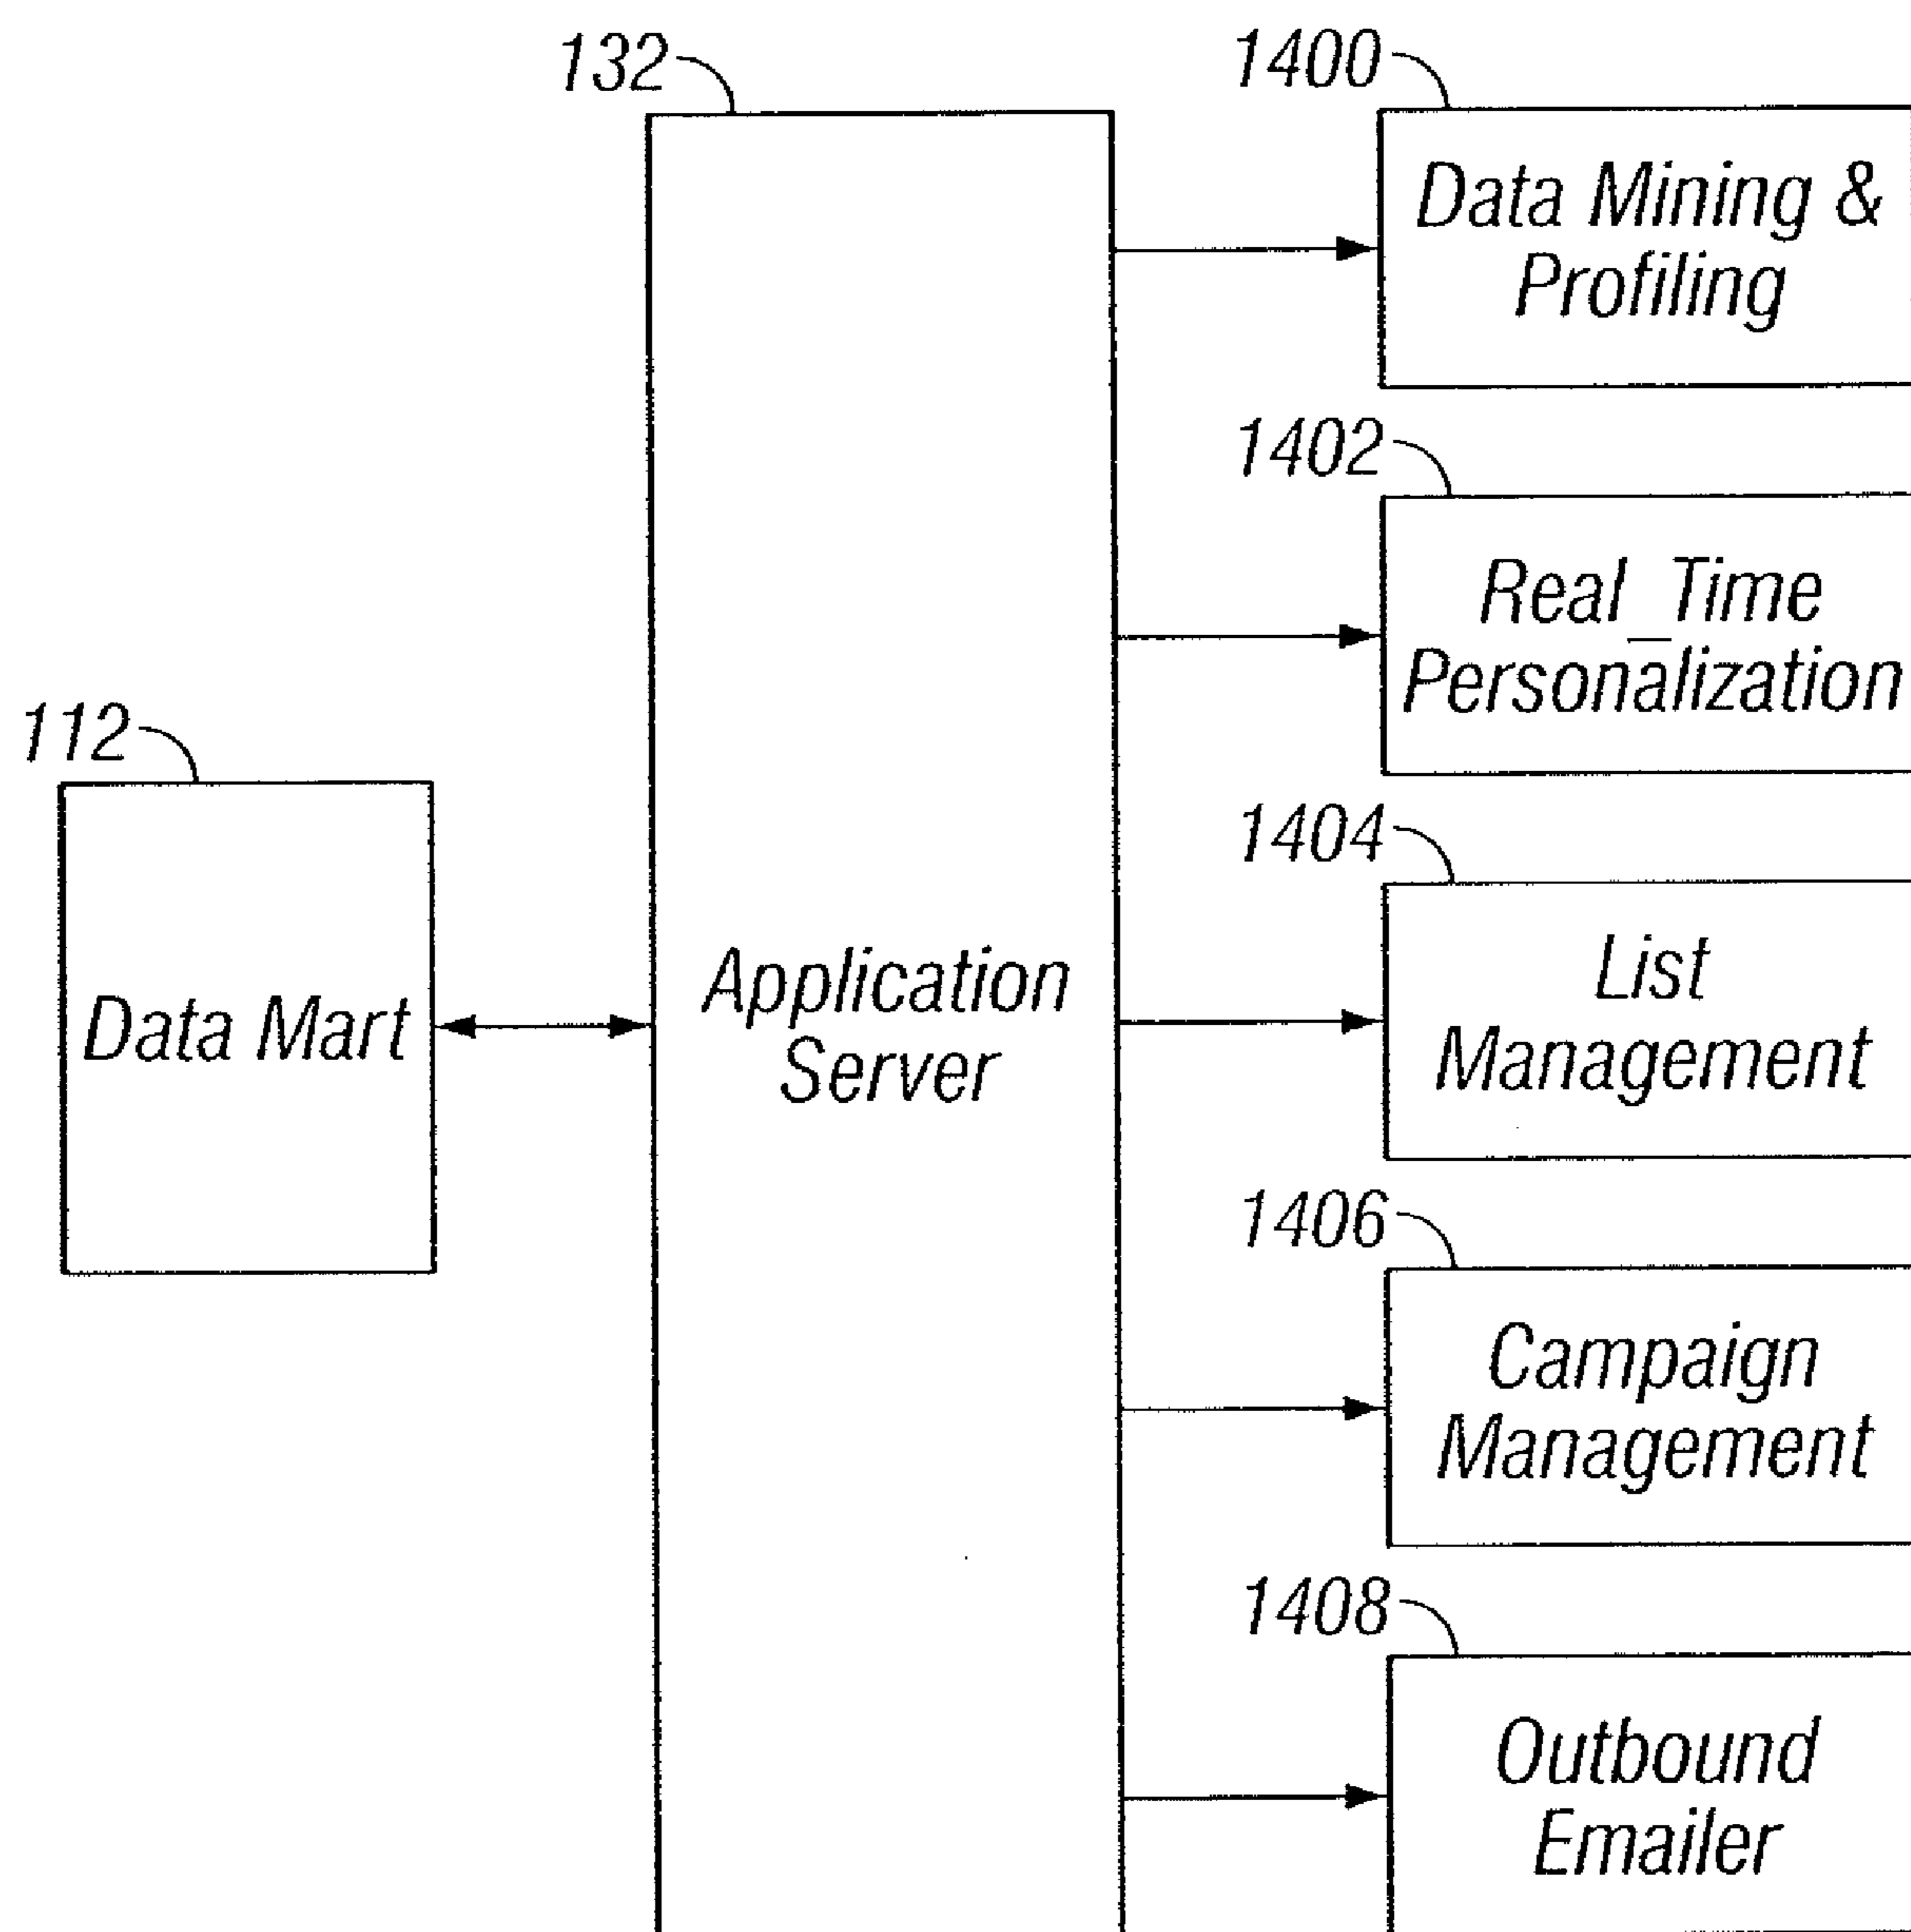 132
1400
Data Mining &
Profiling
1402
Real_Time
Personalization
112
1404
Data Mart
Application
Server
List
Management
1406
Campaign
Management
1408
Outbound
Emailer